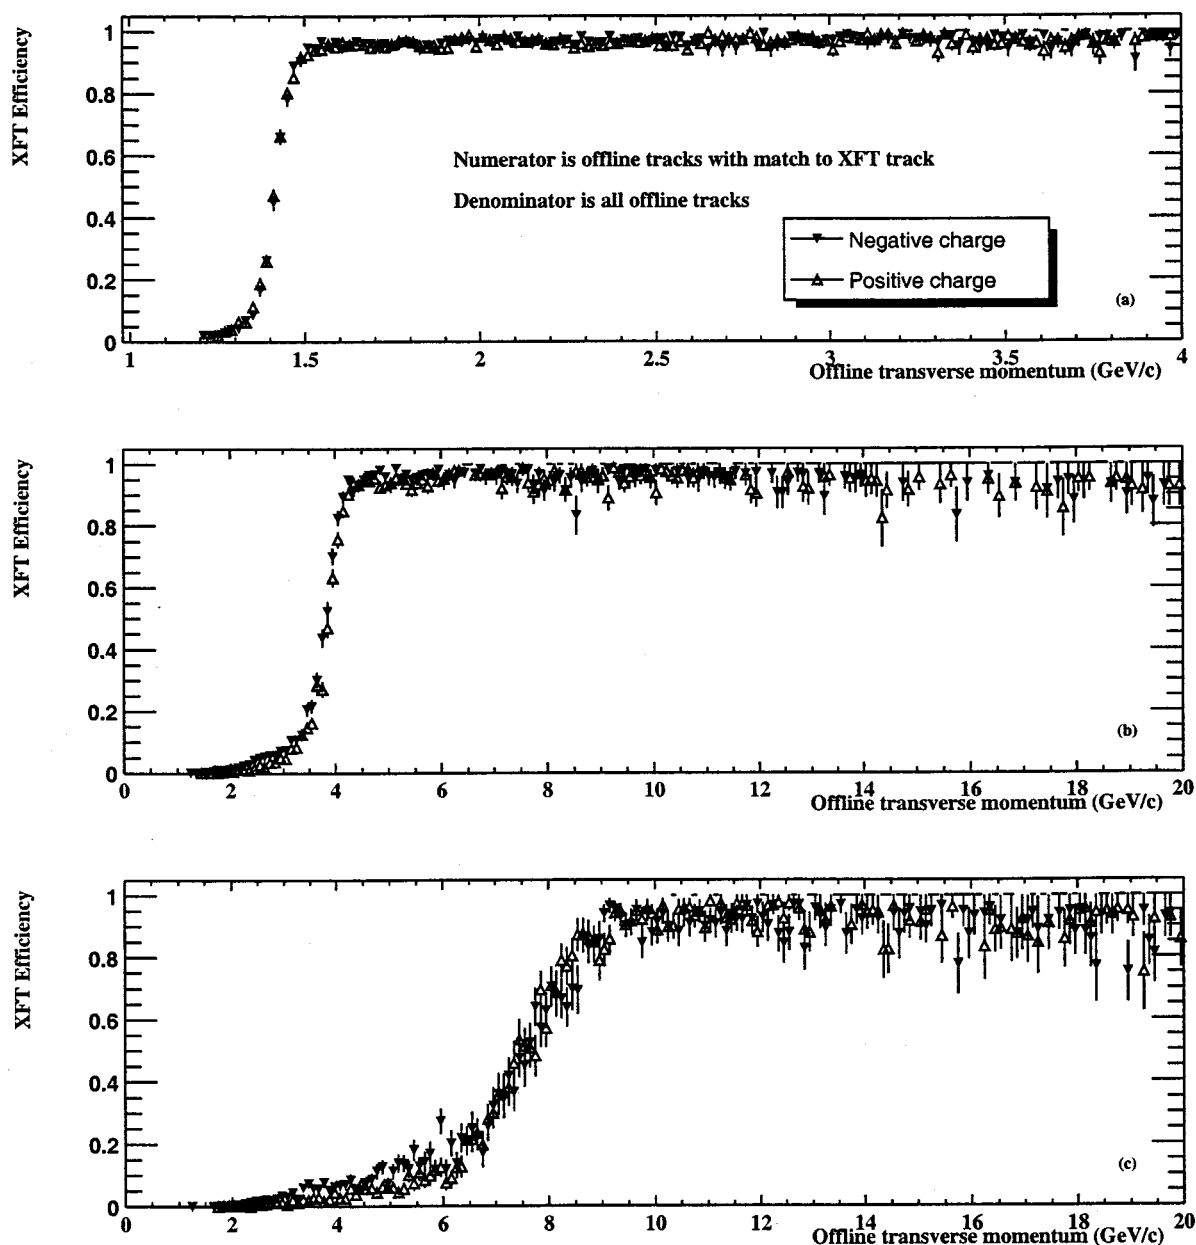 XFT Efficiency
1
0.8
0.6
0.4
0.2
0
Numerator is offline tracks with match to XFT track
Denominator is all offline tracks
Negative charge
Positive charge
(a)
1 1.5 2 2.5 3 3.5 4
Offline transverse momentum (GeV/c)
XFT Efficiency
1
0.8
0.6
0.4
0.2
0
(b)
0 2 4 6 8 10 12 14 16 18 20
Offline transverse momentum (GeV/c)
XFT Efficiency
1
0.8
0.6
0.4
0.2
0
(c)
0 2 4 6 8 10 12 14 16 18 20
Offline transverse momentum (GeV/c)